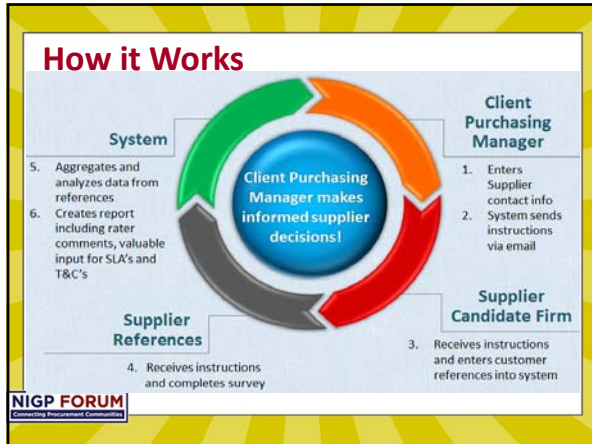 How it Works
Client
Purchasing
Manager
1. Enters
Supplier
contact info
2. System sends
instructions
via email
Supplier
Candidate Firm
3. Receives instructions
and enters customer
references into system
Supplier
References
4. Receives instructions
and completes survey
System
5. Aggregates and
analyzes data from
references
6. Creates report
including rater
comments, valuable
input for SLA's and
T&C's
Client Purchasing
Manager makes
informed supplier
decisions!
NIGP FORUM
Connecting Procurement Communities